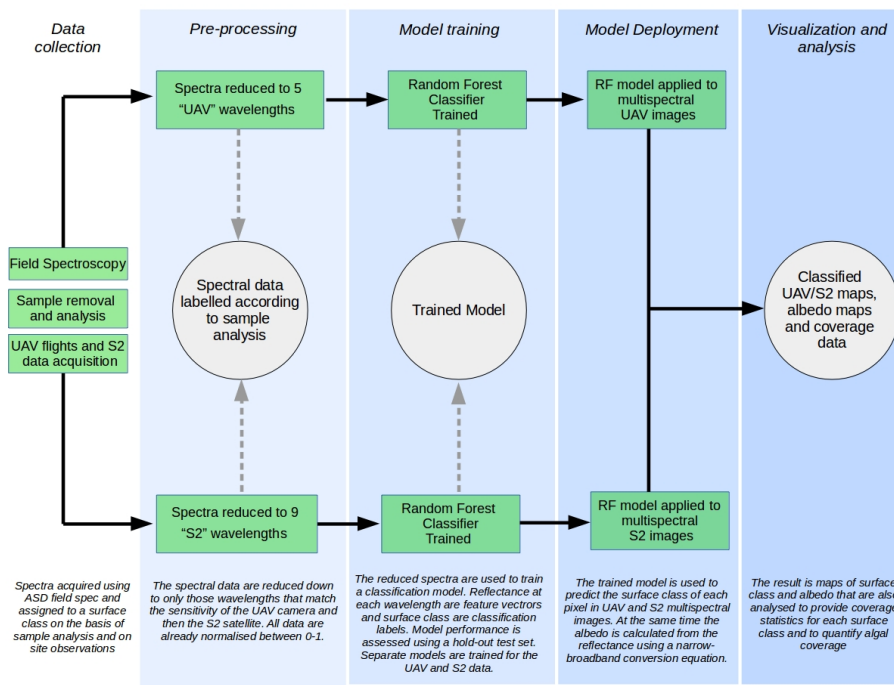 Data
collection
Pre-processing
Model training
Model Deployment
Visualization and
analysis
Spectra reduced to 5
“UAV” wavelengths
Random Forest
Classifier
Trained
RF model applied to
multispectral
UAV images
Field Spectroscopy
Sample removal
and analysis
UAV flights and S2
data acquisition
Spectral data
labelled according
to sample
analysis
Trained Model
Classified
UAV/S2 maps,
albedo maps
and coverage
data
Spectra reduced to 9
“S2” wavelengths
Random Forest
Classifier
Trained
RF model applied to
multispectral
S2 images
Spectra acquired using
ASD field spec and
assigned to a surface
class on the basis of
sample analysis and on
site observations
The spectral data are reduced down
to only those wavelengths that match
the sensitivity of the UAV camera and
then the S2 satellite. All data are
already normalised between 0-1.
The reduced spectra are used to train
a classification model. Reflectance at
each wavelength are feature vectrors
and surface class are classification
labels. Model performance is
assessed using a hold-out test set.
Separate models are trained for the
UAV and S2 data.
The trained model is used to
predict the surface class of each
pixel in UAV and S2 multispectral
images. At the same time the
albedo is calculated from the
reflectance using a narrow-
broadband conversion equation.
The result is maps of surface
class and albedo that are also
analysed to provide coverage
statistics for each surface
class and to quantify algal
coverage